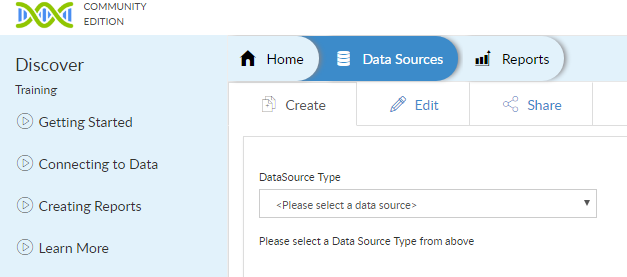 COMMUNITY
EDITION
Discover
Training
Getting Started
Connecting to Data
Creating Reports
Learn More
Home
Data Sources
Reports
Create
Edit
Share
DataSource Type
<Please select a data source>
Please select a Data Source Type from above